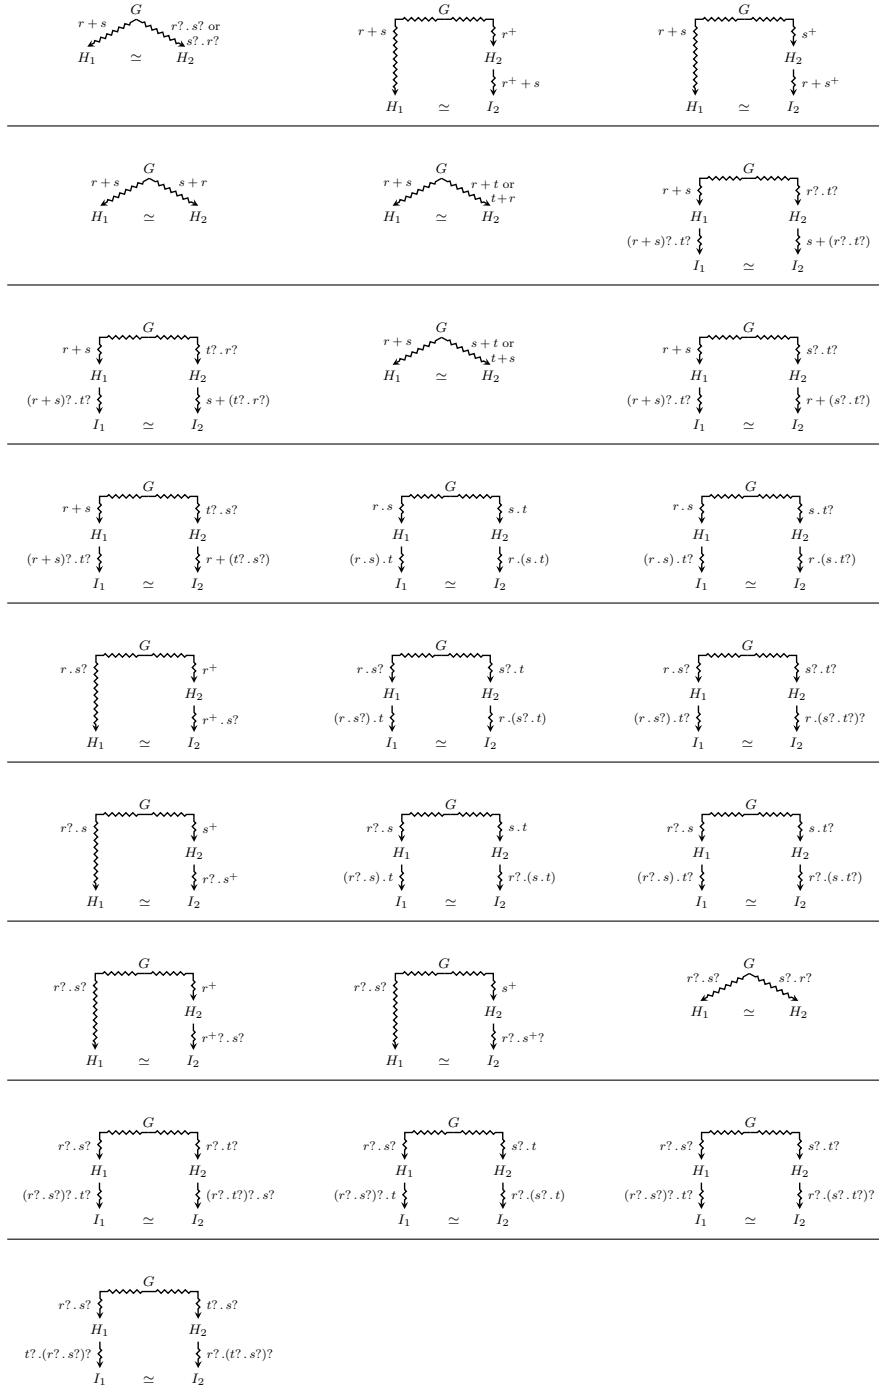 G G G
r + s r? . s? or s? . r? r + s r⁺ r + s s⁺
H₁ ≃ H₂ H₂ H₂
r⁺ + s r + s⁺
H₁ ≃ I₂ H₁ ≃ I₂
G G G
r + s s + r r + s r + t or t + r r + s r? . t?
H₁ ≃ H₂ H₁ ≃ H₂ H₁ H₂
(r + s)? . t? s + (r? . t?)
I₁ ≃ I₂
G G G
r + s t? . r? r + s s + t or t + s r + s s? . t?
H₁ H₂ H₁ ≃ H₂ H₁ H₂
(r + s)? . t? s + (t? . r?) (r + s)? . t? r + (s? . t?)
I₁ ≃ I₂ I₁ ≃ I₂
G G G
r + s t? . s? r . s s . t r . s s . t?
H₁ H₂ H₁ H₂ H₁ H₂
(r + s)? . t? r + (t? . s?) (r . s) . t r . (s . t) (r . s) . t? r . (s . t?)
I₁ ≃ I₂ I₁ ≃ I₂ I₁ ≃ I₂
G G G
r . s? r⁺ r . s? s? . t r . s? s? . t?
H₂ H₁ H₂ H₁ H₂
r⁺ . s? (r . s?) . t r . (s? . t) (r . s?) . t? r . (s? . t?)?
H₁ ≃ I₂ I₁ ≃ I₂ I₁ ≃ I₂
G G G
r? . s s⁺ r? . s s . t r? . s s . t?
H₂ H₁ H₂ H₁ H₂
r? . s⁺ (r? . s) . t r? . (s . t) (r? . s) . t? r? . (s . t?)
H₁ ≃ I₂ I₁ ≃ I₂ I₁ ≃ I₂
G G G
r? . s? r⁺ r? . s? s⁺ r? . s? s? . r?
H₂ H₂ H₁ ≃ H₂
r⁺? . s? r? . s⁺?
H₁ ≃ I₂ H₁ ≃ I₂
G G G
r? . s? r? . t? r? . s? s? . t r? . s? s? . t?
H₁ H₂ H₁ H₂ H₁ H₂
(r? . s?)? . t? (r? . t?)? . s? (r? . s?)? . t r? . (s? . t) (r? . s?)? . t? r? . (s? . t?)?
I₁ ≃ I₂ I₁ ≃ I₂ I₁ ≃ I₂
G
r? . s? t? . s?
H₁ H₂
t? . (r? . s?)? r? . (t? . s?)?
I₁ ≃ I₂